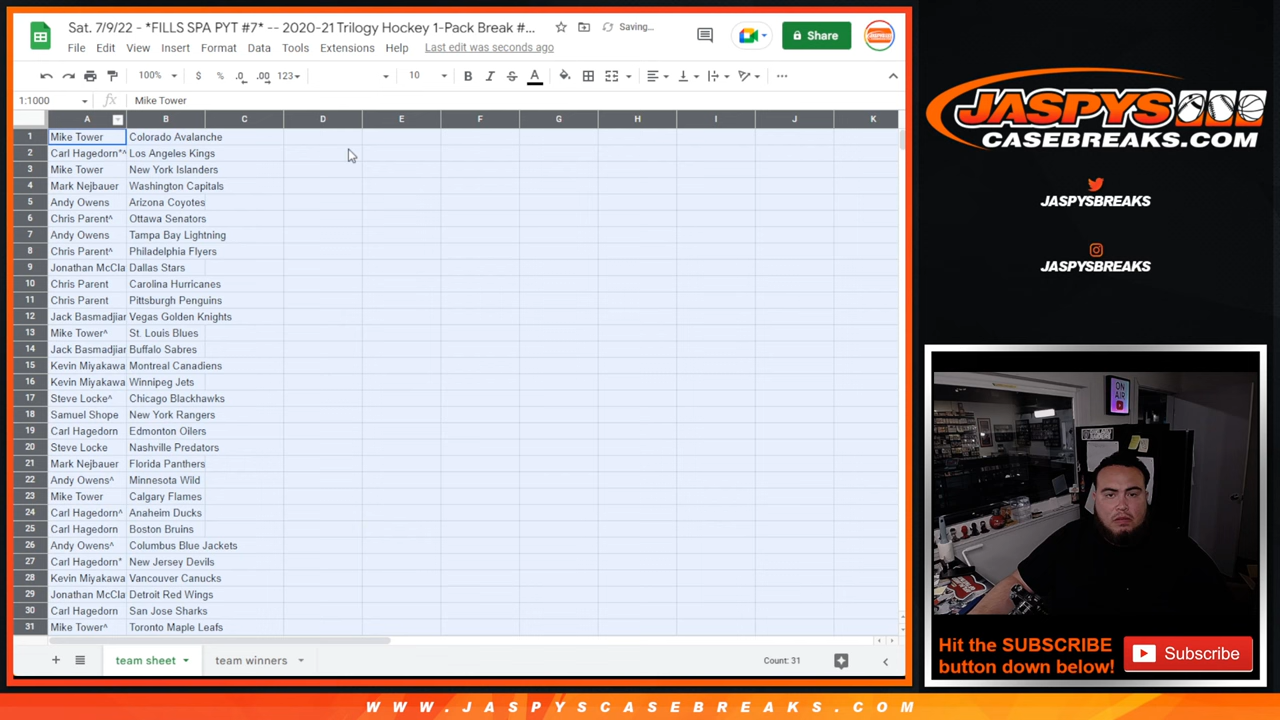 Sat. 7/9/22 - *FILLS SPA PYT #7* -- 2020-21 Trilogy Hockey 1-Pack Break #...
Saving...
Share
File Edit View Insert Format Data Tools Extensions Help Last edit was seconds ago
100% $ % .0 .00 123 10 B I S A
1:1000 fx Mike Tower
A B C D E F G H I J K
1 Mike Tower Colorado Avalanche
2 Carl Hagedorn*^ Los Angeles Kings
3 Mike Tower New York Islanders
4 Mark Nejbauer Washington Capitals
5 Andy Owens Arizona Coyotes
6 Chris Parent^ Ottawa Senators
7 Andy Owens Tampa Bay Lightning
8 Chris Parent^ Philadelphia Flyers
9 Jonathan McCla Dallas Stars
10 Chris Parent Carolina Hurricanes
11 Chris Parent Pittsburgh Penguins
12 Jack Basmadjian Vegas Golden Knights
13 Mike Tower^ St. Louis Blues
14 Jack Basmadjian Buffalo Sabres
15 Kevin Miyakawa Montreal Canadiens
16 Kevin Miyakawa Winnipeg Jets
17 Steve Locke^ Chicago Blackhawks
18 Samuel Shope New York Rangers
19 Carl Hagedorn Edmonton Oilers
20 Steve Locke Nashville Predators
21 Mark Nejbauer Florida Panthers
22 Andy Owens^ Minnesota Wild
23 Mike Tower Calgary Flames
24 Carl Hagedorn^ Anaheim Ducks
25 Carl Hagedorn Boston Bruins
26 Andy Owens^ Columbus Blue Jackets
27 Carl Hagedorn* New Jersey Devils
28 Kevin Miyakawa Vancouver Canucks
29 Jonathan McCla Detroit Red Wings
30 Carl Hagedorn San Jose Sharks
31 Mike Tower^ Toronto Maple Leafs
team sheet team winners Count: 31
JASPYS
CASEBREAKS.COM
JASPYSBREAKS
JASPYSBREAKS
ON
AIR
Hit the SUBSCRIBE
button down below!
Subscribe
WWW.JASPYSCASEBREAKS.COM